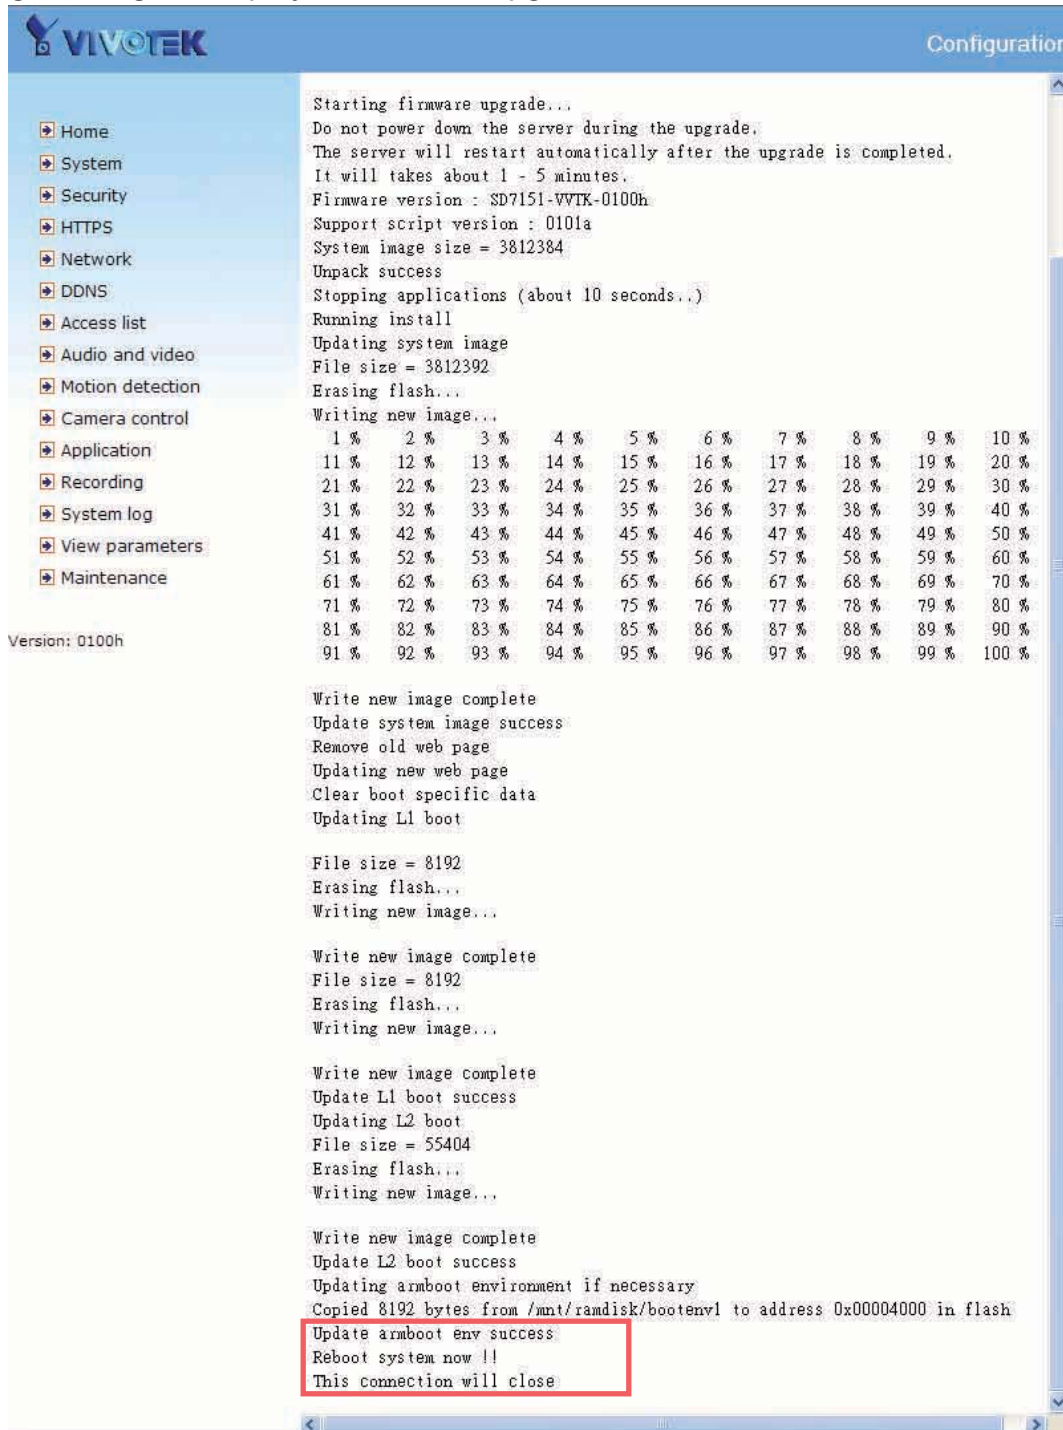 VIVOTEK
Configuration
Home
System
Security
HTTPS
Network
DDNS
Access list
Audio and video
Motion detection
Camera control
Application
Recording
System log
View parameters
Maintenance
Version: 0100h
Starting firmware upgrade...
Do not power down the server during the upgrade.
The server will restart automatically after the upgrade is completed.
It will takes about 1 - 5 minutes.
Firmware version : SD7151-VVTK-0100h
Support script version : 0101a
System image size = 3812384
Unpack success
Stopping applications (about 10 seconds..)
Running install
Updating system image
File size = 3812392
Erasing flash...
Writing new image...
1 % 2 % 3 % 4 % 5 % 6 % 7 % 8 % 9 % 10 %
11 % 12 % 13 % 14 % 15 % 16 % 17 % 18 % 19 % 20 %
21 % 22 % 23 % 24 % 25 % 26 % 27 % 28 % 29 % 30 %
31 % 32 % 33 % 34 % 35 % 36 % 37 % 38 % 39 % 40 %
41 % 42 % 43 % 44 % 45 % 46 % 47 % 48 % 49 % 50 %
51 % 52 % 53 % 54 % 55 % 56 % 57 % 58 % 59 % 60 %
61 % 62 % 63 % 64 % 65 % 66 % 67 % 68 % 69 % 70 %
71 % 72 % 73 % 74 % 75 % 76 % 77 % 78 % 79 % 80 %
81 % 82 % 83 % 84 % 85 % 86 % 87 % 88 % 89 % 90 %
91 % 92 % 93 % 94 % 95 % 96 % 97 % 98 % 99 % 100 %
Write new image complete
Update system image success
Remove old web page
Updating new web page
Clear boot specific data
Updating L1 boot
File size = 8192
Erasing flash...
Writing new image...
Write new image complete
File size = 8192
Erasing flash...
Writing new image...
Write new image complete
Update L1 boot success
Updating L2 boot
File size = 55404
Erasing flash...
Writing new image...
Write new image complete
Update L2 boot success
Updating armboot environment if necessary
Copied 8192 bytes from /mnt/ramdisk/bootenv1 to address 0x00004000 in flash
Update armboot env success
Reboot system now !!
This connection will close